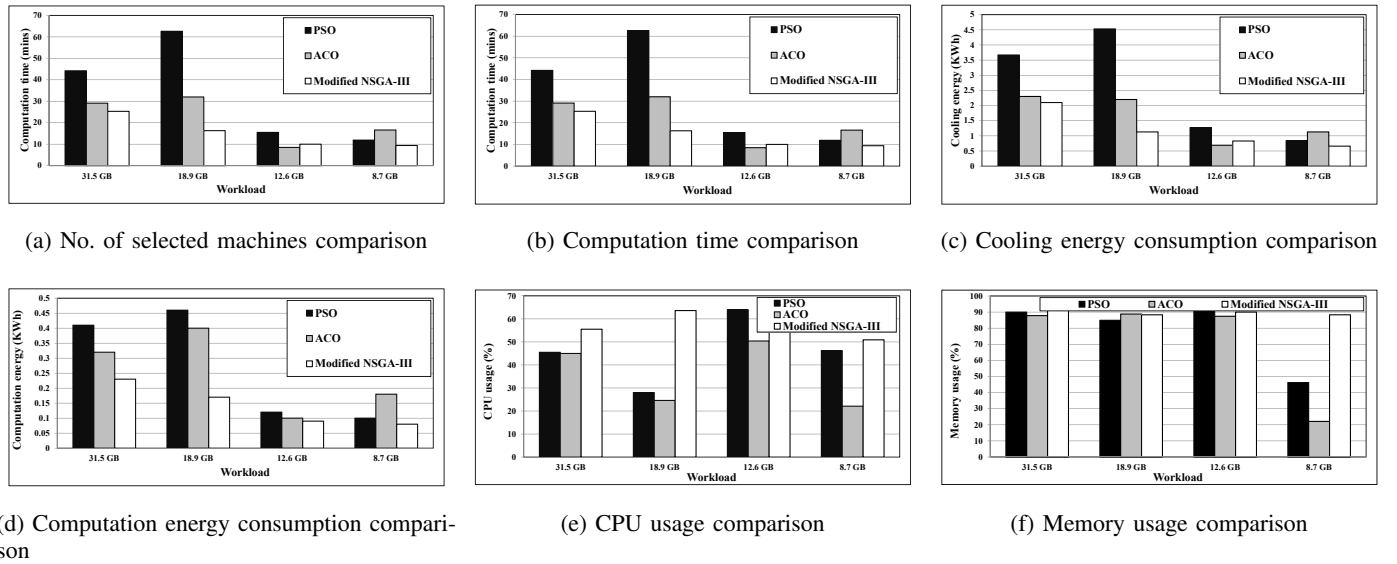 Computation time (mins)
70
60
50
40
30
20
10
0
PSO
ACO
Modified NSGA-III
31.5 GB 18.9 GB 12.6 GB 8.7 GB
Workload
(a) No. of selected machines comparison
Computation time (mins)
70
60
50
40
30
20
10
0
PSO
ACO
Modified NSGA-III
31.5 GB 18.9 GB 12.6 GB 8.7 GB
Workload
(b) Computation time comparison
Cooling energy (KWh)
5
4.5
4
3.5
3
2.5
2
1.5
1
0.5
0
PSO
ACO
Modified NSGA-III
31.5 GB 18.9 GB 12.6 GB 8.7 GB
Workload
(c) Cooling energy consumption comparison
Computation energy (KWh)
0.5
0.45
0.4
0.35
0.3
0.25
0.2
0.15
0.1
0.05
0
PSO
ACO
Modified NSGA-III
31.5 GB 18.9 GB 12.6 GB 8.7 GB
Workload
(d) Computation energy consumption compari-
son
CPU usage (%)
70
60
50
40
30
20
10
0
PSO
ACO
Modified NSGA-III
31.5 GB 18.9 GB 12.6 GB 8.7 GB
Workload
(e) CPU usage comparison
Memory usage (%)
100
90
80
70
60
50
40
30
20
10
0
PSO ACO Modified NSGA-III
31.5 GB 18.9 GB 12.6 GB 8.7 GB
Workload
(f) Memory usage comparison